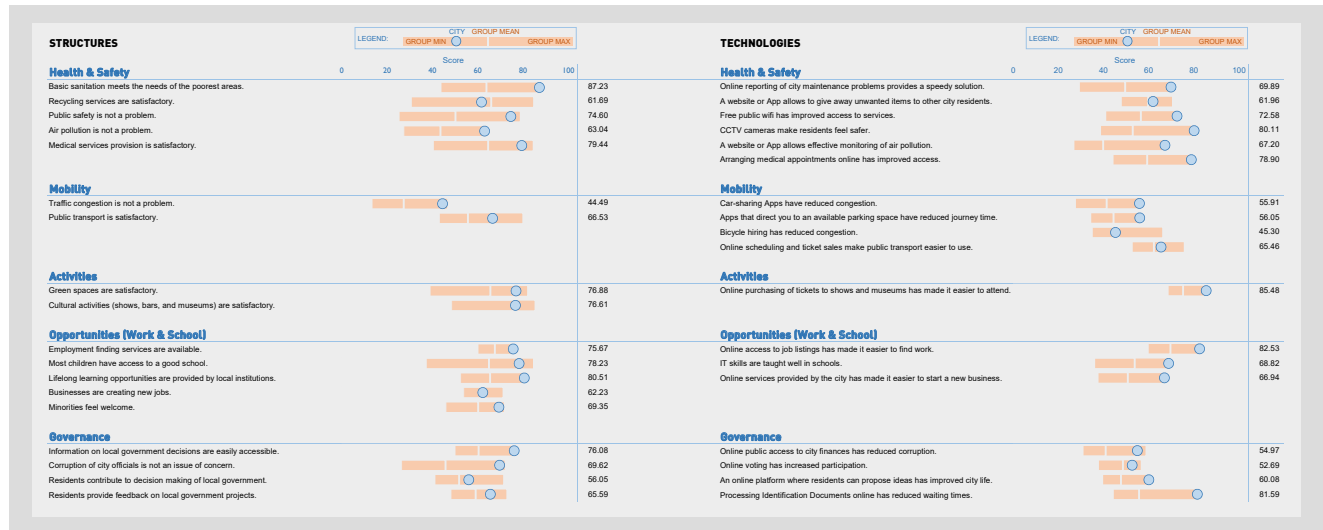 STRUCTURES
LEGEND:
CITY GROUP MEAN
GROUP MIN GROUP MAX
Score
Health & Safety 0 20 40 60 80 100
Basic sanitation meets the needs of the poorest areas. 87.23
Recycling services are satisfactory. 61.69
Public safety is not a problem. 74.60
Air pollution is not a problem. 63.04
Medical services provision is satisfactory. 79.44
Mobility
Traffic congestion is not a problem. 44.49
Public transport is satisfactory. 66.53
Activities
Green spaces are satisfactory. 76.88
Cultural activities (shows, bars, and museums) are satisfactory. 76.61
Opportunities (Work & School)
Employment finding services are available. 75.67
Most children have access to a good school. 78.23
Lifelong learning opportunities are provided by local institutions. 80.51
Businesses are creating new jobs. 62.23
Minorities feel welcome. 69.35
Governance
Information on local government decisions are easily accessible. 76.08
Corruption of city officials is not an issue of concern. 69.62
Residents contribute to decision making of local government. 56.05
Residents provide feedback on local government projects. 65.59
TECHNOLOGIES
LEGEND:
CITY GROUP MEAN
GROUP MIN GROUP MAX
Score
Health & Safety 0 20 40 60 80 100
Online reporting of city maintenance problems provides a speedy solution. 69.89
A website or App allows to give away unwanted items to other city residents. 61.96
Free public wifi has improved access to services. 72.58
CCTV cameras make residents feel safer. 80.11
A website or App allows effective monitoring of air pollution. 67.20
Arranging medical appointments online has improved access. 78.90
Mobility
Car-sharing Apps have reduced congestion. 55.91
Apps that direct you to an available parking space have reduced journey time. 56.05
Bicycle hiring has reduced congestion. 45.30
Online scheduling and ticket sales make public transport easier to use. 65.46
Activities
Online purchasing of tickets to shows and museums has made it easier to attend. 85.48
Opportunities (Work & School)
Online access to job listings has made it easier to find work. 82.53
IT skills are taught well in schools. 68.82
Online services provided by the city has made it easier to start a new business. 66.94
Governance
Online public access to city finances has reduced corruption. 54.97
Online voting has increased participation. 52.69
An online platform where residents can propose ideas has improved city life. 60.08
Processing Identification Documents online has reduced waiting times. 81.59